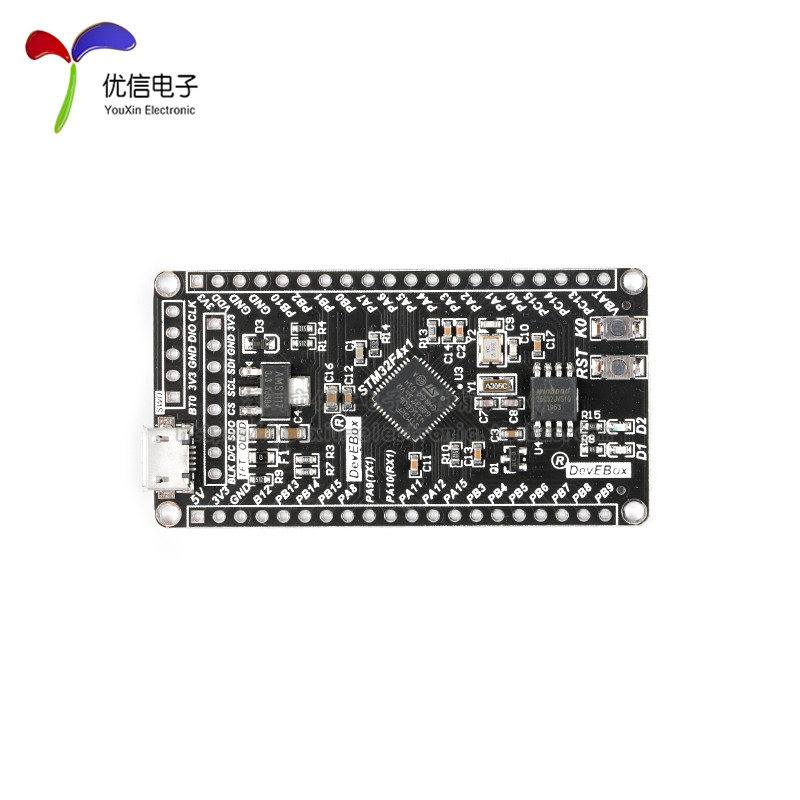 优信电子
YouXin Electronic
3V3
VDD
GND
GND
PB10
PB2
PB1
PB0
PA7
PA6
PA5
PA4
PA3
PA2
PA1
PA0
PC15
PC14
PC13
VBAT
BT0 3V3 GND DIO CLK
BLK D/C SDO CS SCL SDI GND 3V3
TFT OLED
D3
R4
R1
C1
R14
STM32F4x1
R13
C14
C2
Y2
C9
C10
C17
RST K0
AMS1117
C16
C12
C4
U3
Y1
A306C
C7
C8
R15
R8
D2
D1
DevEBox
®
F1
R9
R7 R3
C11
R10
C13
C3
Q1
U4
®
DevEBox
5V
3V3
GND
B12
PB13
PB14
PB15
PA8
PA9(TX1)
PA10(RX1)
PA11
PA12
PA15
PB3
PB4
PB5
PB6
PB7
PB8
PB9